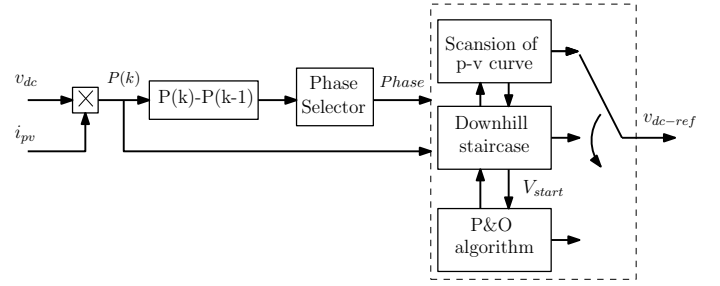 v_dc
P(k)
i_pv
P(k)-P(k-1)
Phase
Selector
Phase
Scansion of
p-v curve
Downhill
staircase
V_start
P&O
algorithm
v_dc−ref